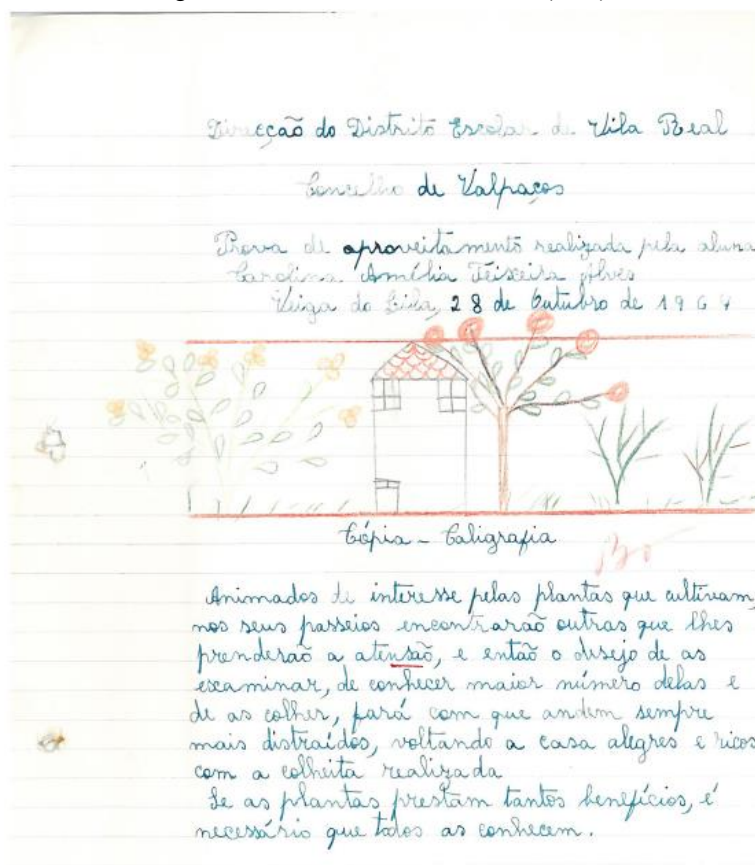 Direcção do Distrito Escolar de Vila Real
Concelho de Valpaços
Prova de aproveitamento realizada pela aluna
Carolina Amélia Teixeira Alves
Veiga do Lila, 28 de Outubro de 1964
Cópia - Caligrafia
Animados de interesse pelas plantas que cultivam,
nos seus passeios encontrarão outras que lhes
prenderão a atensão, e então o desejo de as
examinar, de conhecer maior número delas e
de as colher, fará com que andem sempre
mais distraídos, voltando a casa alegres e ricos
com a colheita realizada
Se as plantas prestam tantos benefícios, é
necessário que todos as conhecem.